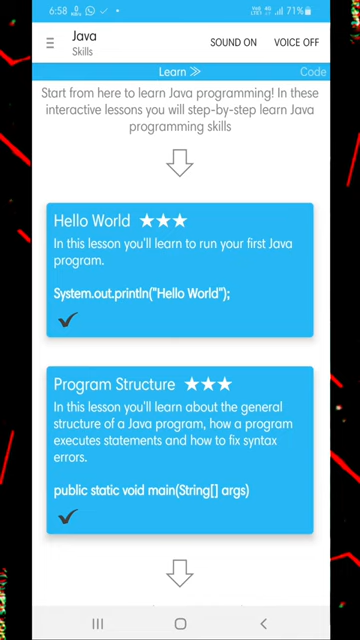 6:58
71%
Java
Skills
SOUND ON
VOICE OFF
Learn
Code
Start from here to learn Java programming! In these
interactive lessons you will step-by-step learn Java
programming skills
Hello World
In this lesson you'll learn to run your first Java
program.
System.out.println("Hello World");
Program Structure
In this lesson you'll learn about the general
structure of a Java program, how a program
executes statements and how to fix syntax
errors.
public static void main(String[] args)